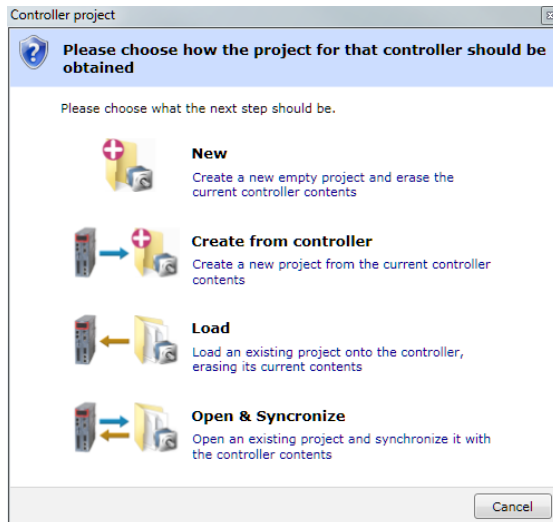 Controller project
Please choose how the project for that controller should be
obtained
Please choose what the next step should be.
New
Create a new empty project and erase the
current controller contents
Create from controller
Create a new project from the current controller
contents
Load
Load an existing project onto the controller,
erasing its current contents
Open & Syncronize
Open an existing project and synchronize it with
the controller contents
Cancel